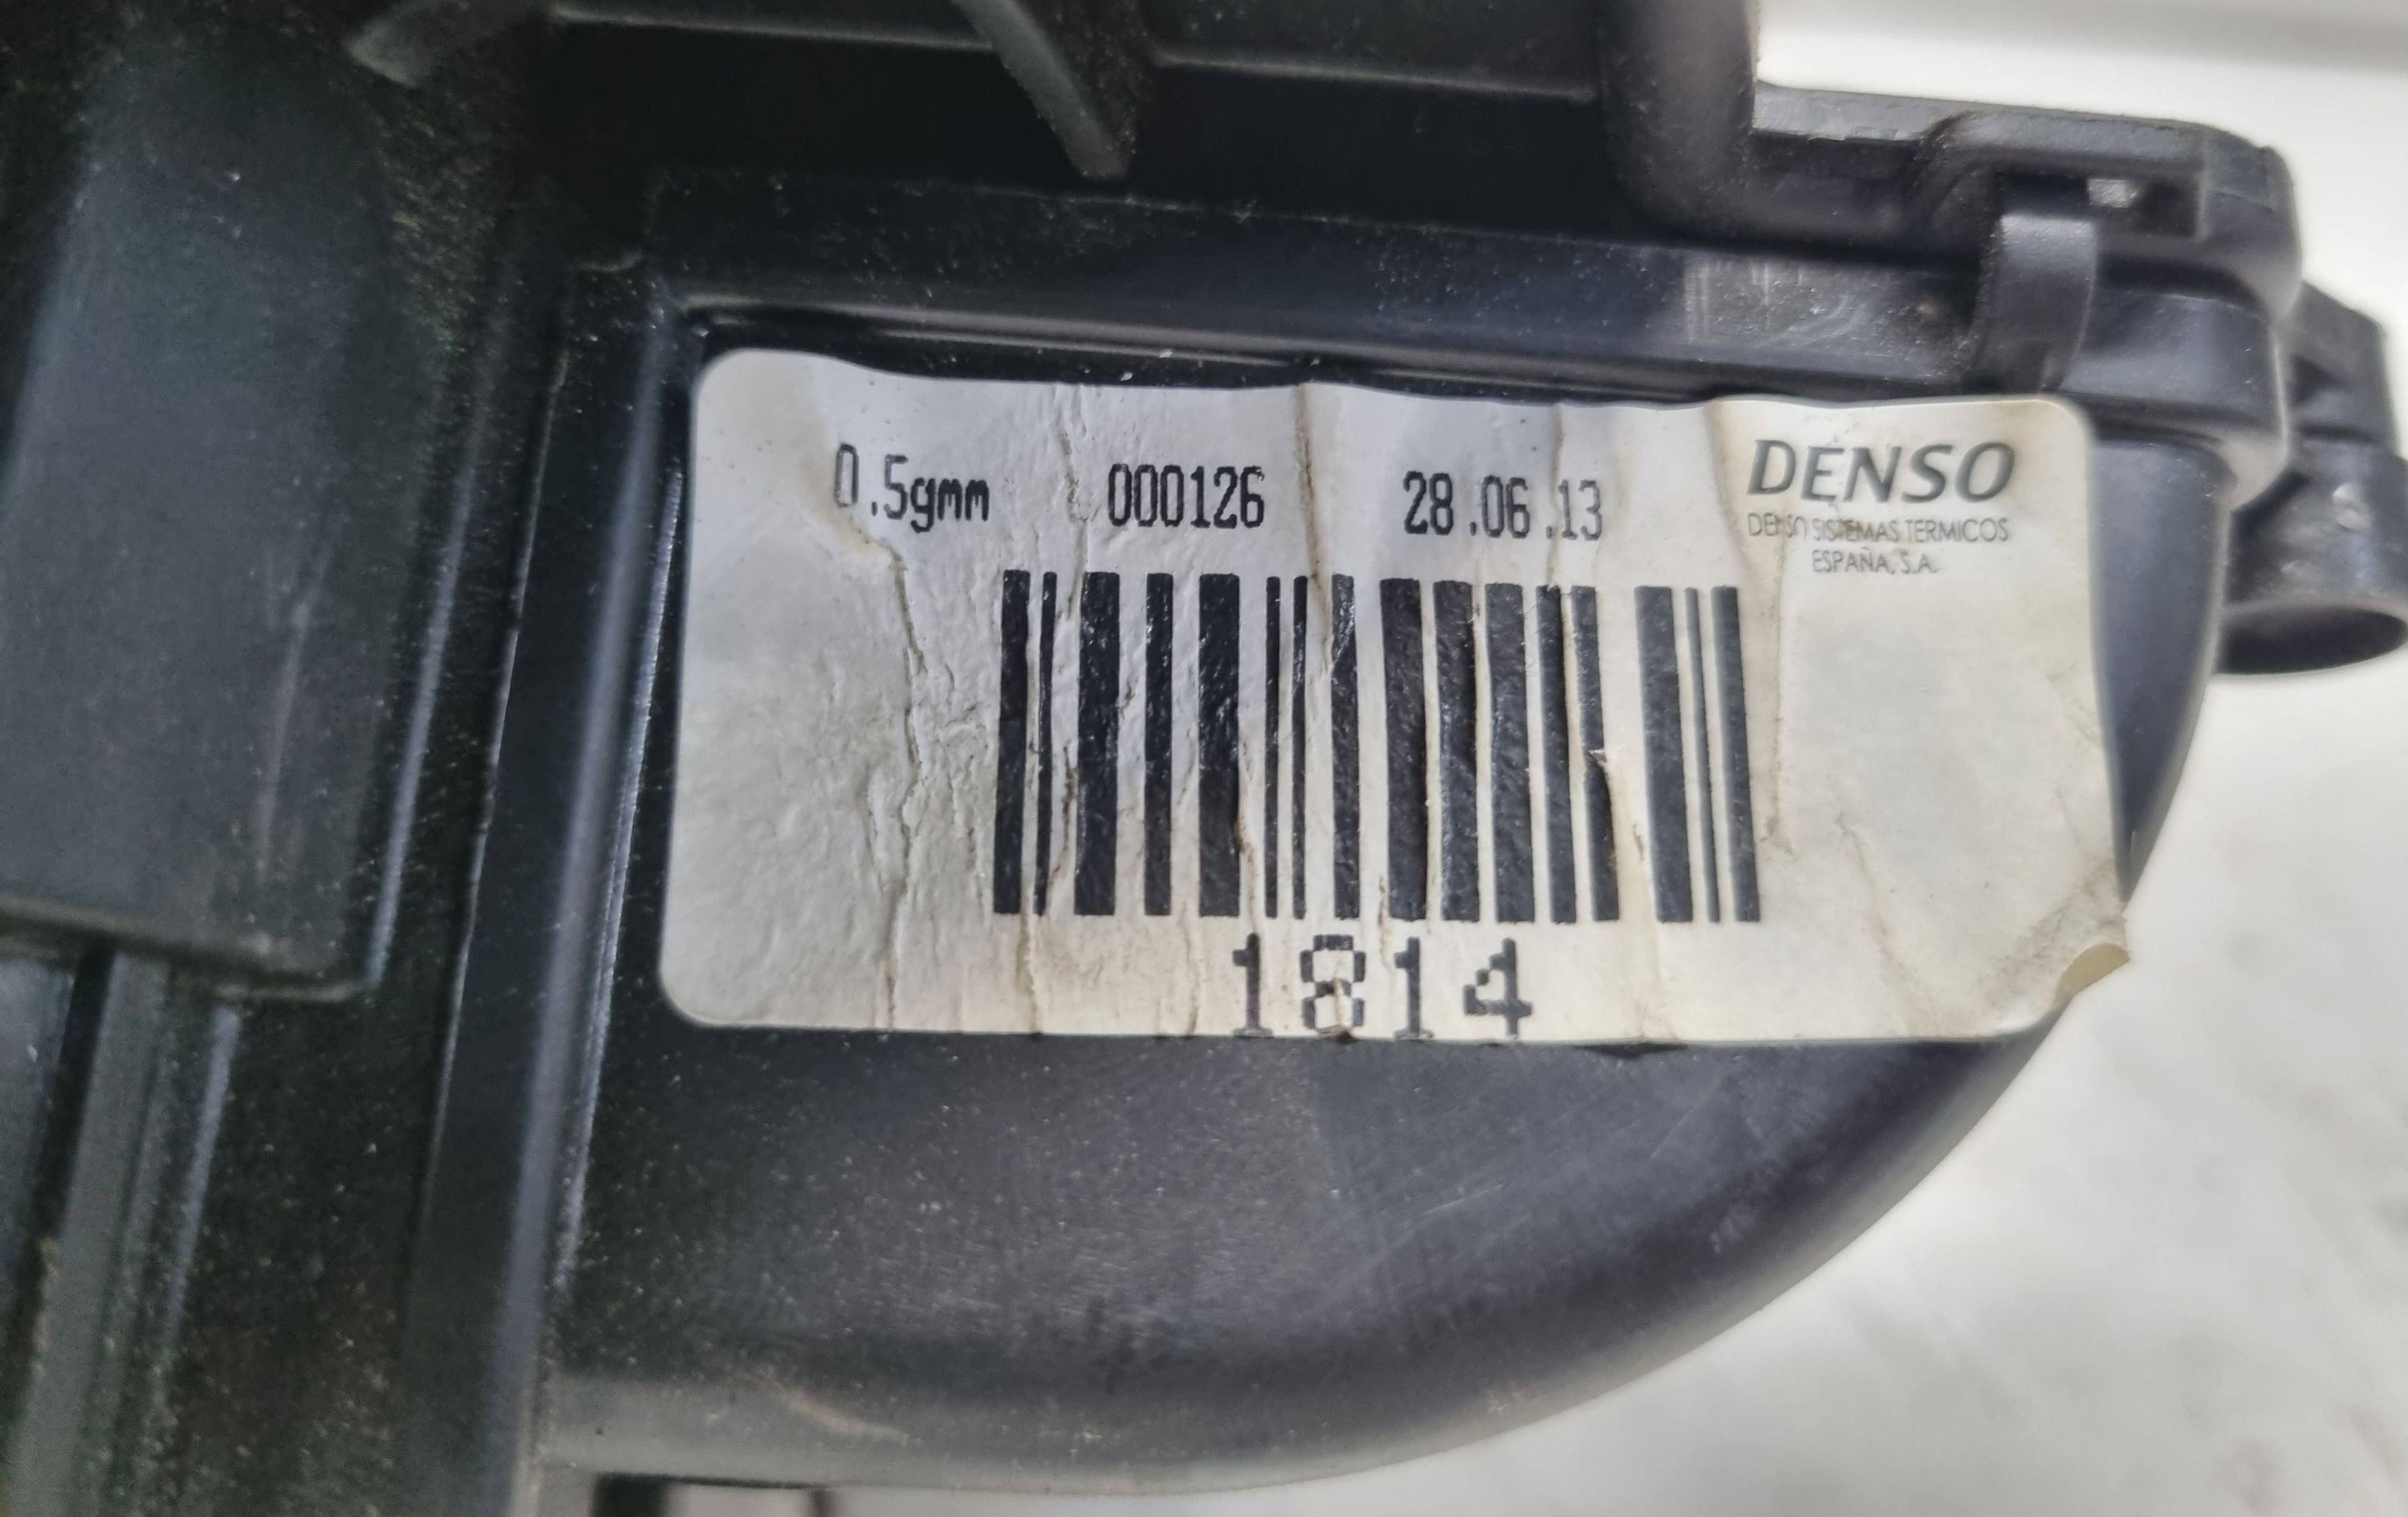 0.5gmm 000126 28.06.13 DENSO
DENSO SISTEMAS TERMICOS
ESPAÑA, S.A.
1814